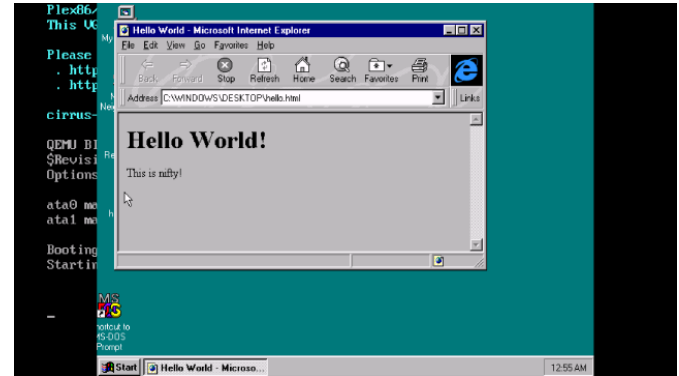 Plex86/
This VG
Please
. http
. http
cirrus-
QEMU BI
$Revisi
Options
ata0 ma
ata1 ma
Booting
Startin
_
My
Hello World - Microsoft Internet Explorer
File Edit View Go Favorites Help
Back Forward Stop Refresh Home Search Favorites Print
Address C:\WINDOWS\DESKTOP\hello.html Links
Hello World!
This is nifty!
Re
h
MS
MS-DOS
Prompt
Start Hello World - Microso... 12:55 AM